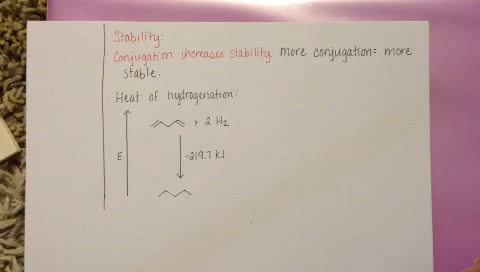 Stability:
Conjugation increases stability. more conjugation = more
stable.
Heat of hydrogenation:
+ 2 H2
E
-219.7 kJ